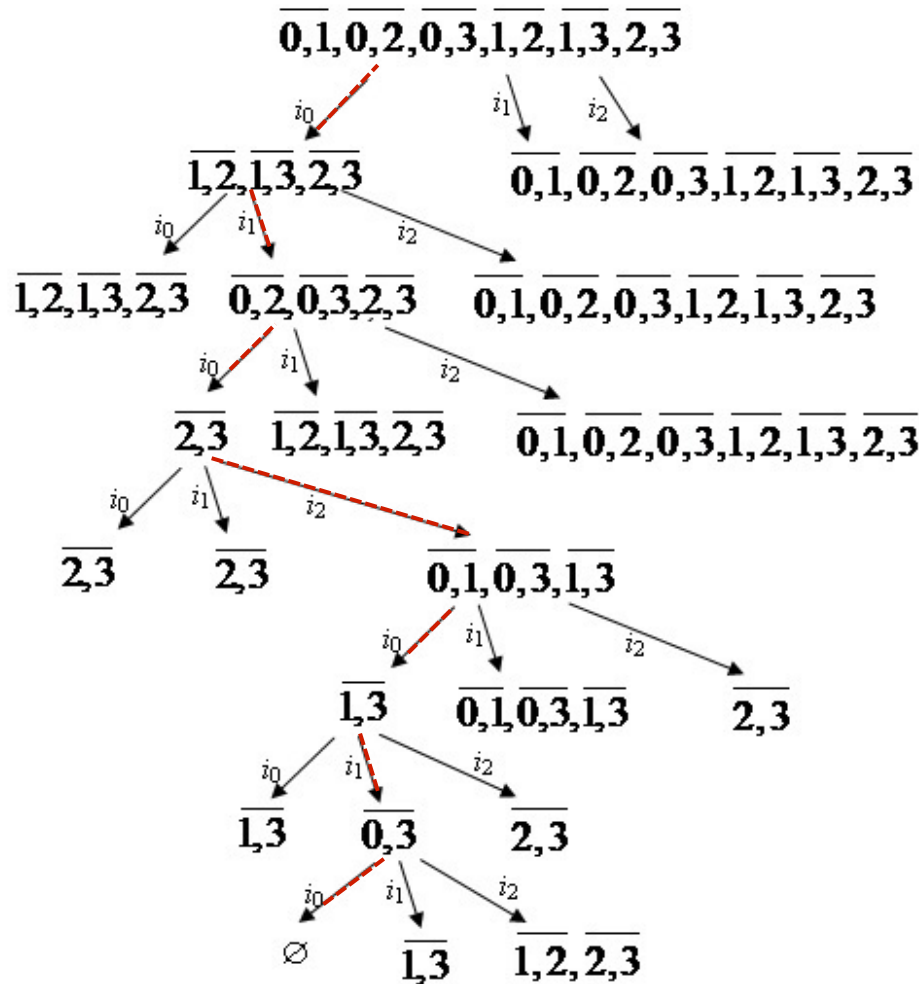 0,1, 0,2, 0,3, 1,2, 1,3, 2,3
i0 i1 i2
1,2, 1,3, 2,3 0,1, 0,2, 0,3, 1,2, 1,3, 2,3
i0 i1 i2
1,2, 1,3, 2,3 0,2, 0,3, 2,3 0,1, 0,2, 0,3, 1,2, 1,3, 2,3
i0 i1 i2
2,3 1,2, 1,3, 2,3 0,1, 0,2, 0,3, 1,2, 1,3, 2,3
i0 i1 i2
2,3 2,3 0,1, 0,3, 1,3
i0 i1 i2
1,3 0,1, 0,3, 1,3 2,3
i0 i1 i2
1,3 0,3 2,3
i0 i1 i2
∅ 1,3 1,2, 2,3